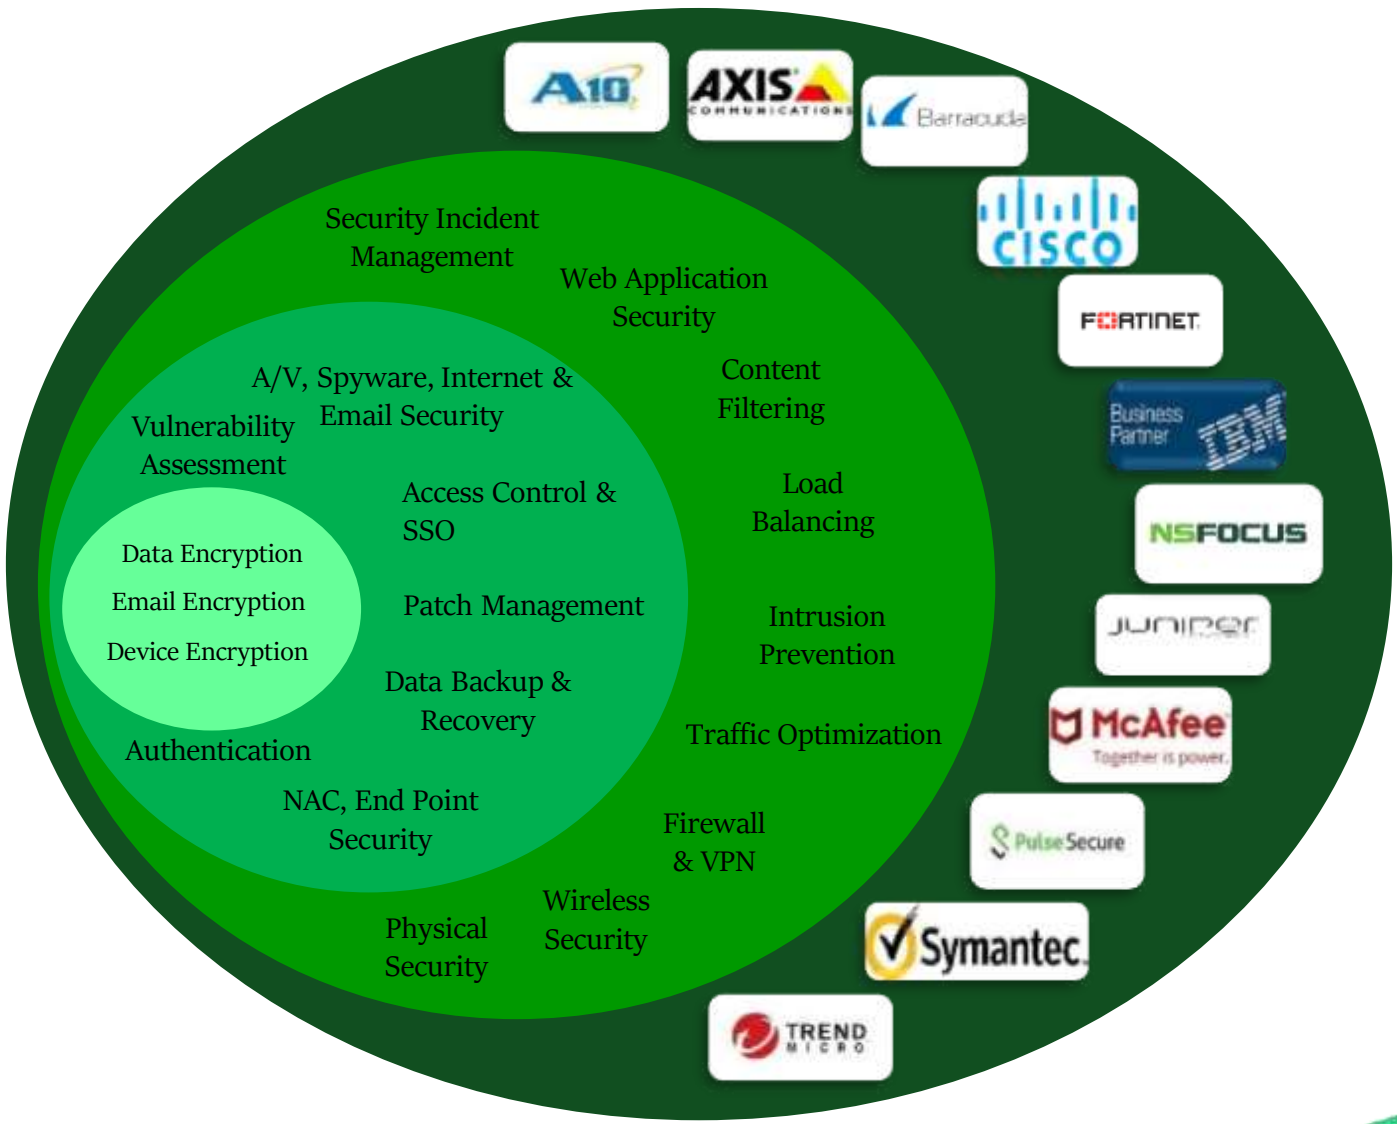 A10
AXIS
COMMUNICATIONS
Barracuda
CISCO
FORTINET
Business
Partner
IBM
NSFOCUS
JUNIPER
McAfee
Together is power.
Pulse Secure
Symantec
TREND
MICRO
Security Incident
Management
Web Application
Security
Content
Filtering
Load
Balancing
Intrusion
Prevention
Traffic Optimization
Firewall
& VPN
Wireless
Security
Physical
Security
A/V, Spyware, Internet &
Email Security
Vulnerability
Assessment
Access Control &
SSO
Patch Management
Data Backup &
Recovery
Authentication
NAC, End Point
Security
Data Encryption
Email Encryption
Device Encryption